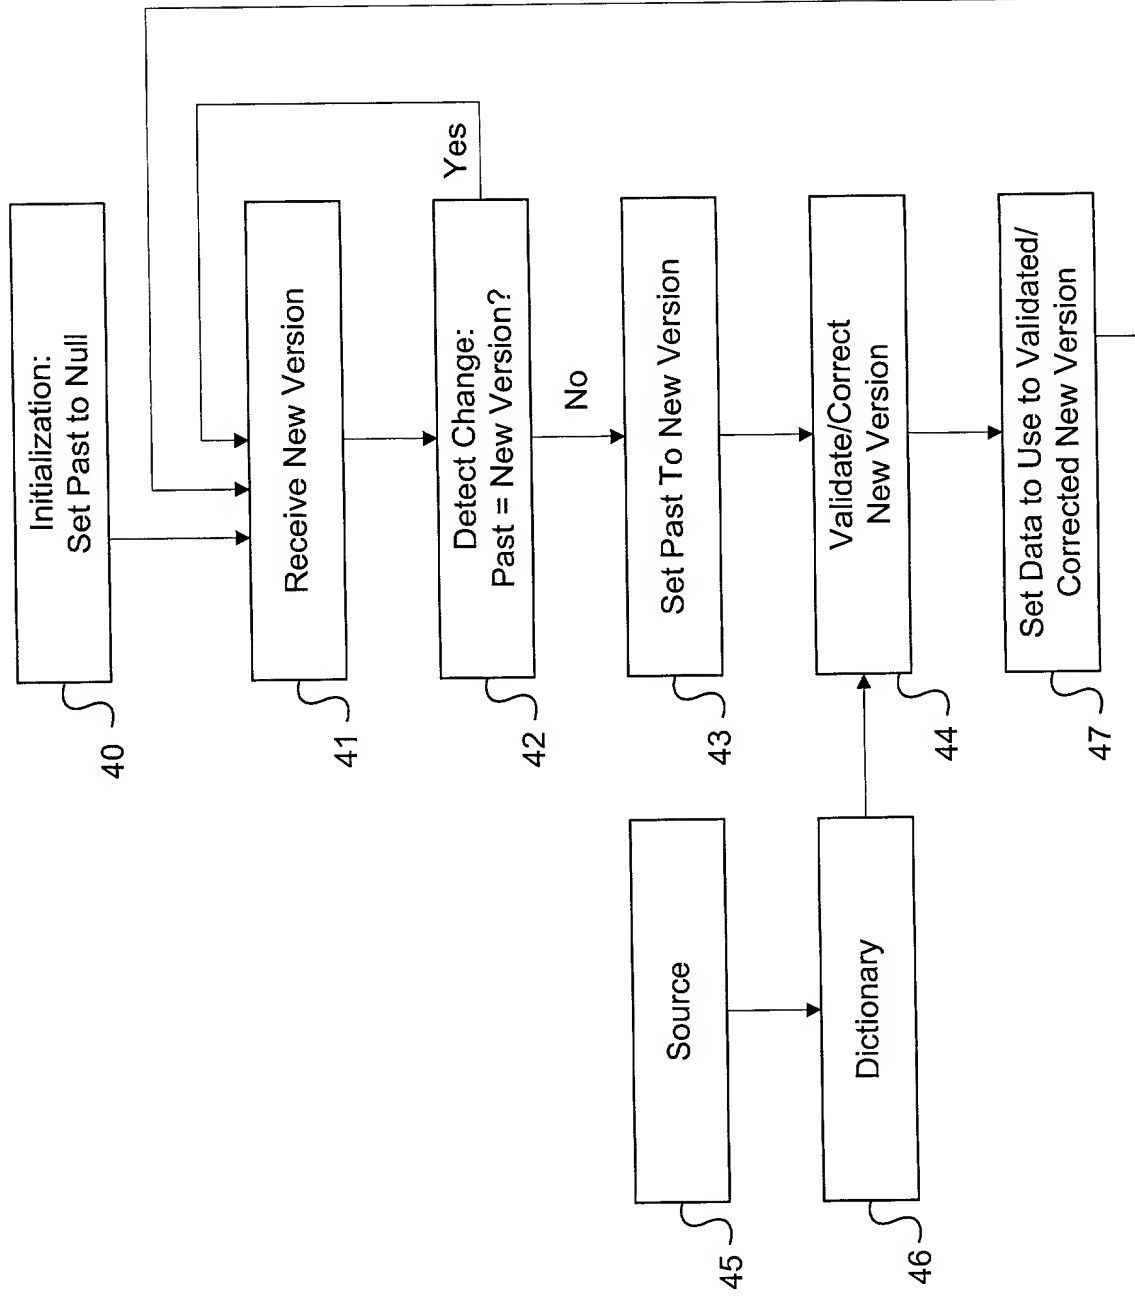 40
Initialization:
Set Past to Null
41
Receive New Version
42
Detect Change:
Past = New Version?
Yes
No
43
Set Past To New Version
44
Validate/Correct
New Version
45
Source
46
Dictionary
47
Set Data to Use to Validated/
Corrected New Version